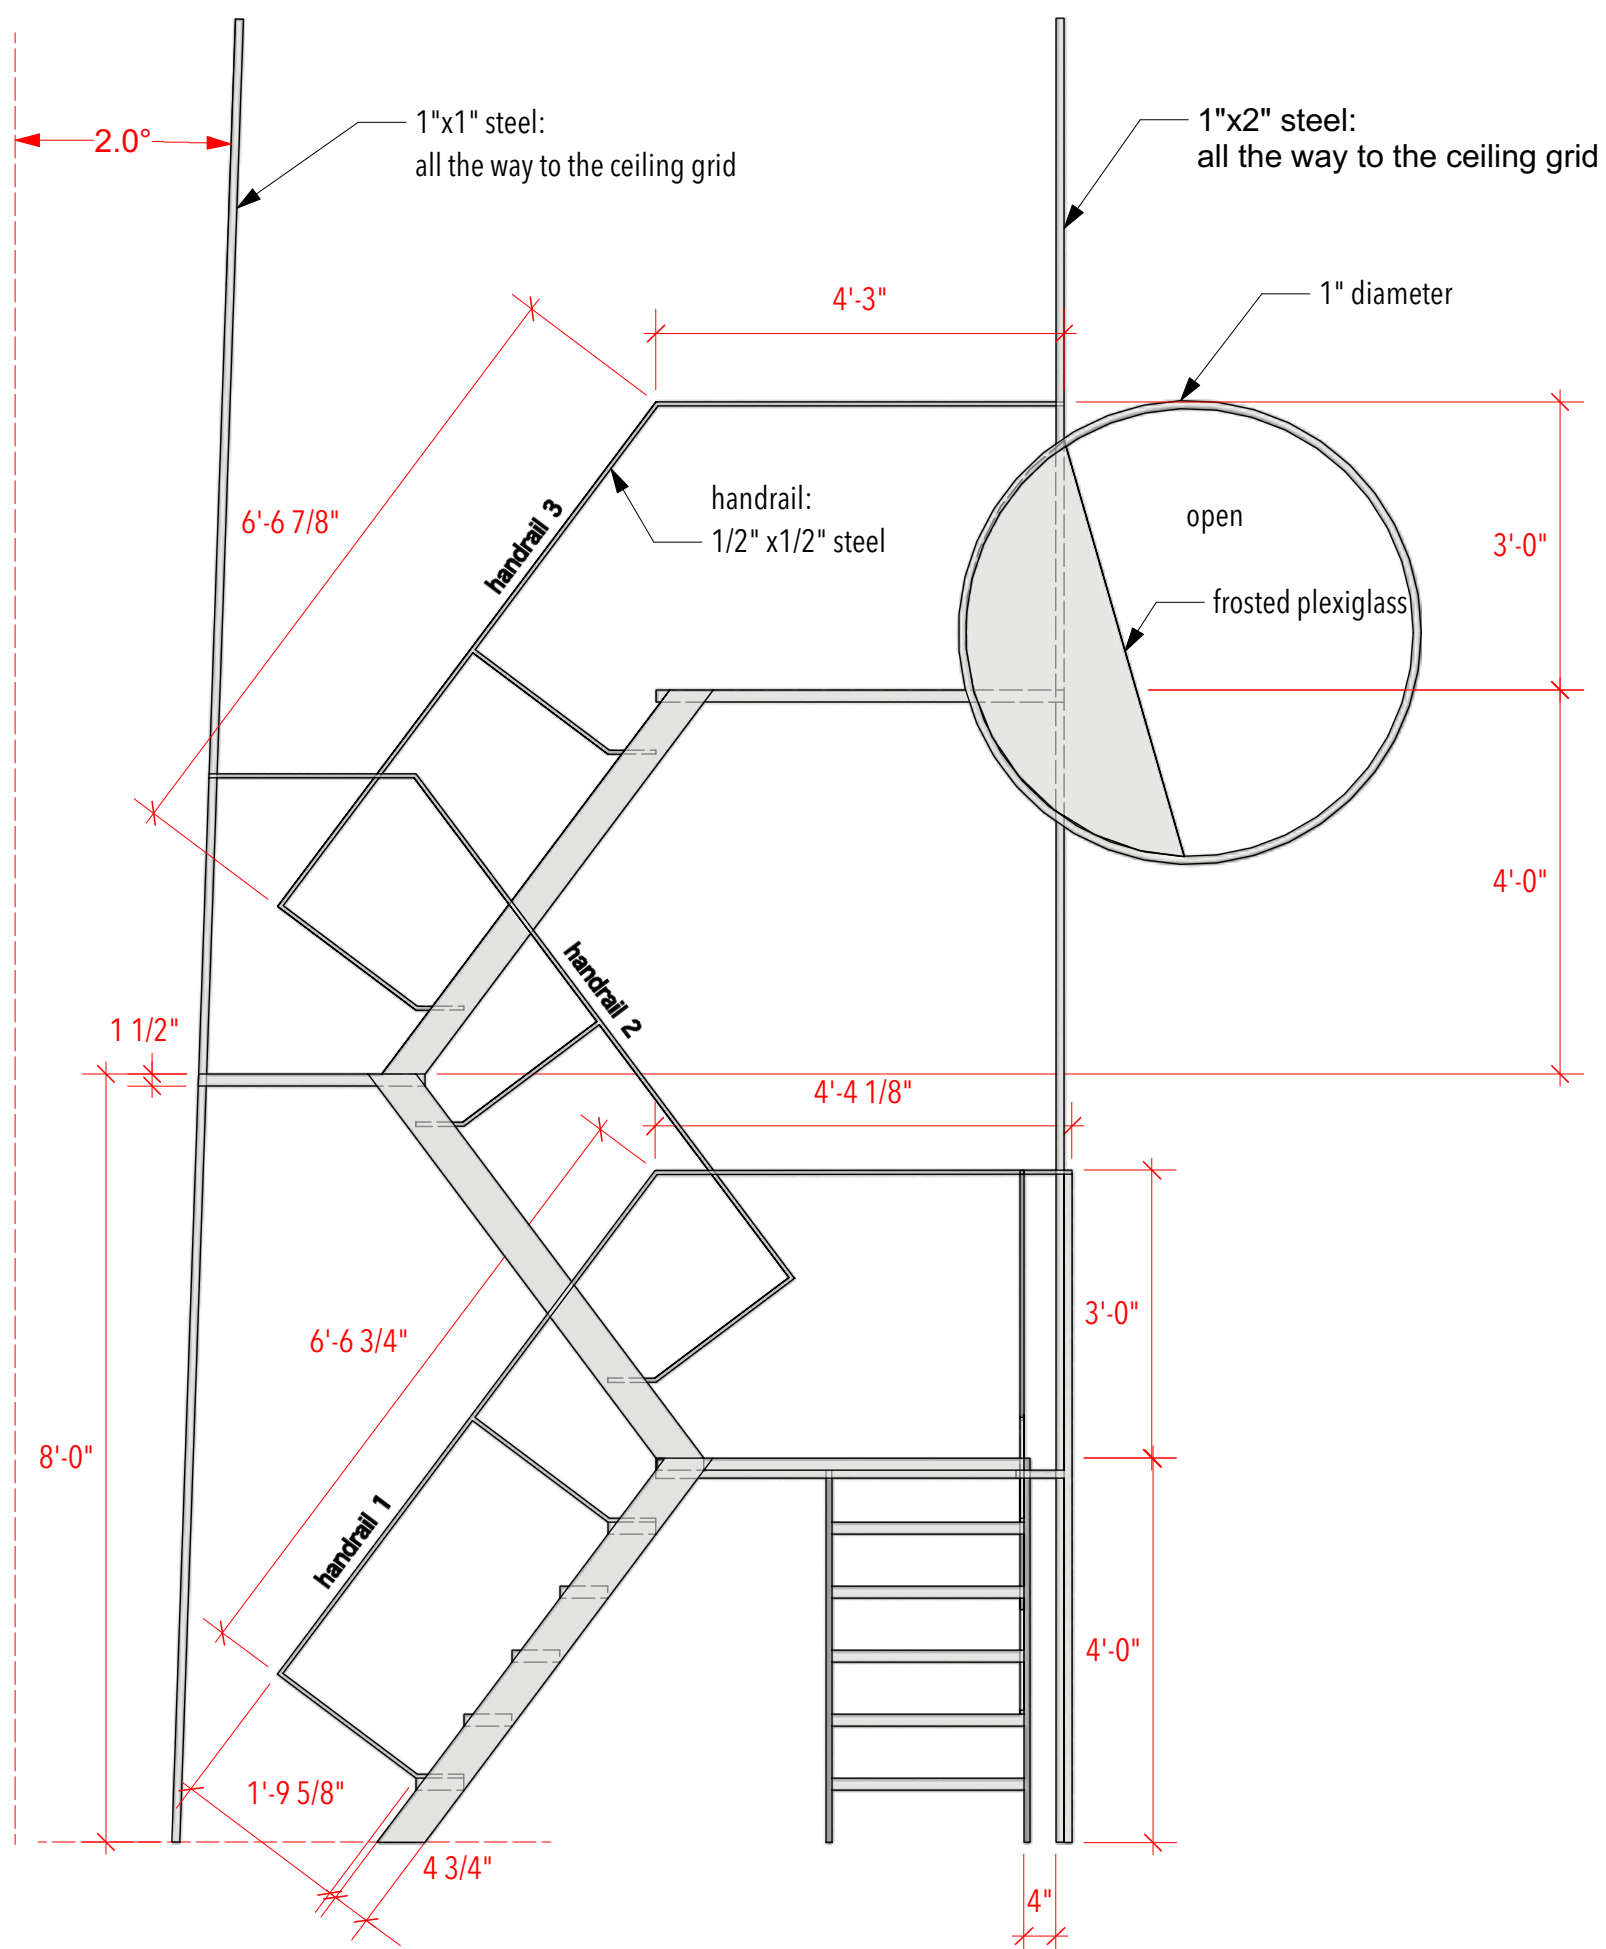 2.0°
1"x1" steel:
all the way to the ceiling grid
1"x2" steel:
all the way to the ceiling grid
4'-3"
1" diameter
6'-6 7/8"
handrail 3
handrail:
1/2" x1/2" steel
open
3'-0"
frosted plexiglass
4'-0"
handrail 2
1 1/2"
4'-4 1/8"
6'-6 3/4"
3'-0"
8'-0"
handrail 1
4'-0"
1'-9 5/8"
4 3/4"
4"